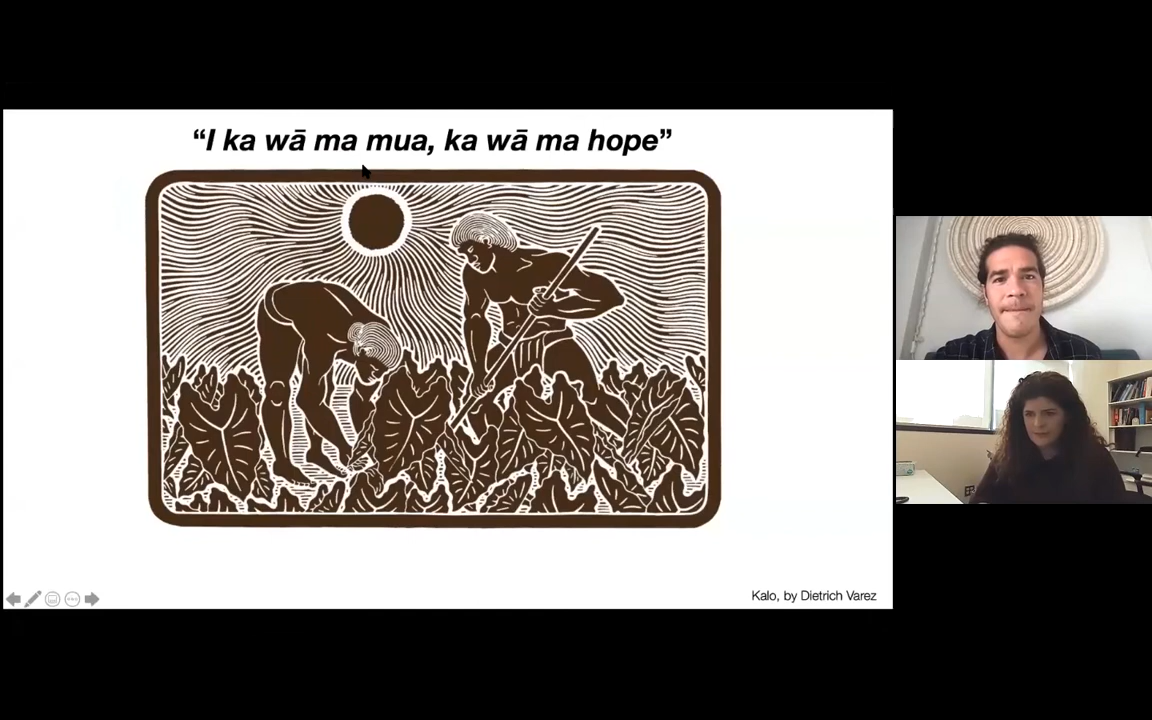 “I ka wā ma mua, ka wā ma hope”
Kalo, by Dietrich Varez